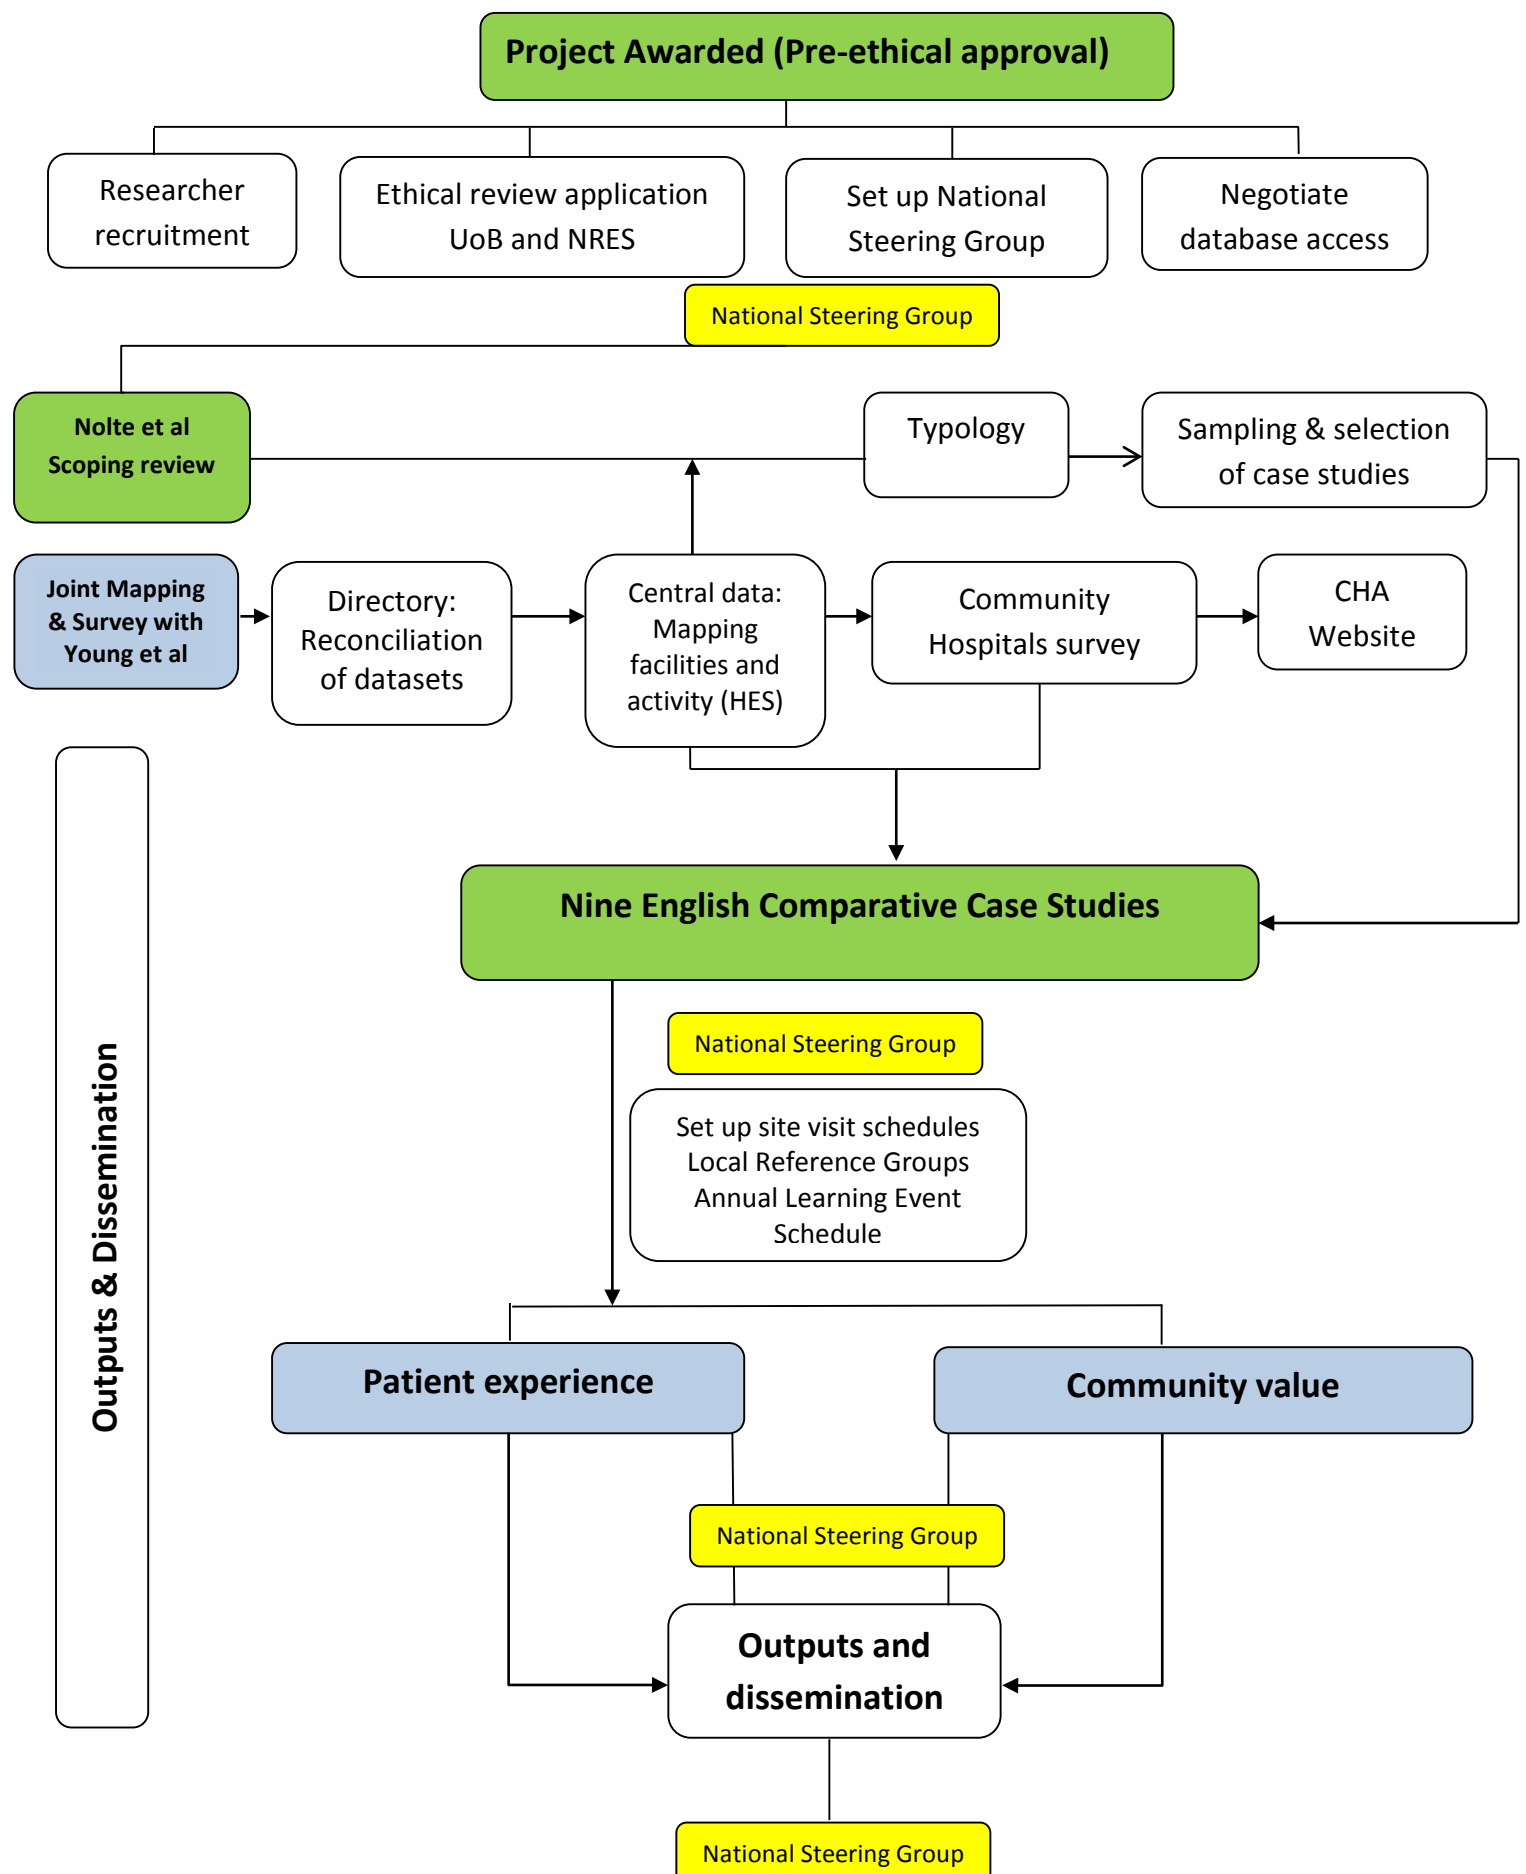 Project Awarded (Pre-ethical approval)
Researcher
recruitment
Ethical review application
UoB and NRES
Set up National
Steering Group
Negotiate
database access
National Steering Group
Nolte et al
Scoping review
Typology
Sampling & selection
of case studies
Joint Mapping
& Survey with
Young et al
Directory:
Reconciliation
of datasets
Central data:
Mapping
facilities and
activity (HES)
Community
Hospitals survey
CHA
Website
Outputs & Dissemination
Nine English Comparative Case Studies
National Steering Group
Set up site visit schedules
Local Reference Groups
Annual Learning Event
Schedule
Patient experience
Community value
National Steering Group
Outputs and
dissemination
National Steering Group